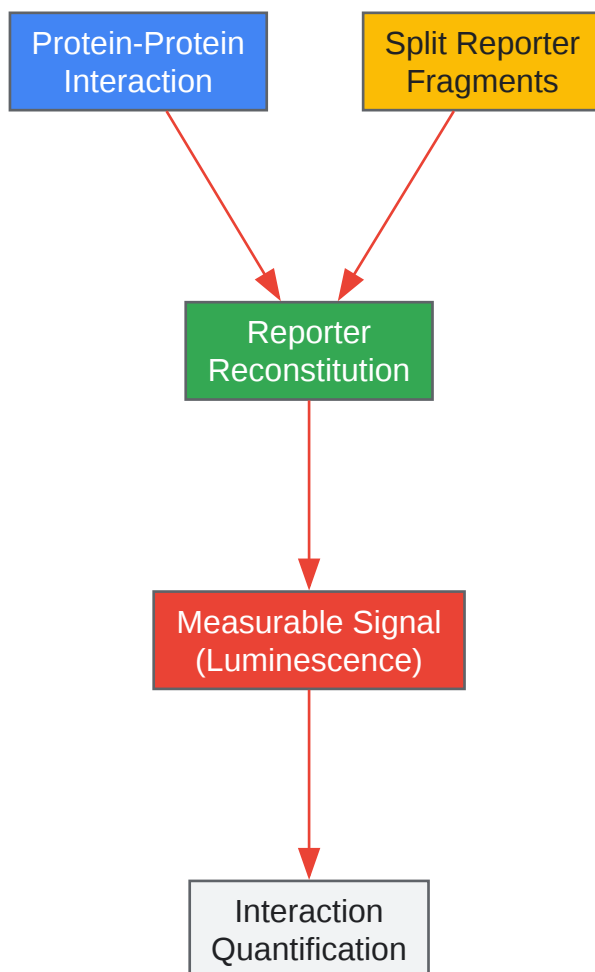 Protein-Protein
Interaction
Split Reporter
Fragments
Reporter
Reconstitution
Measurable Signal
(Luminescence)
Interaction
Quantification